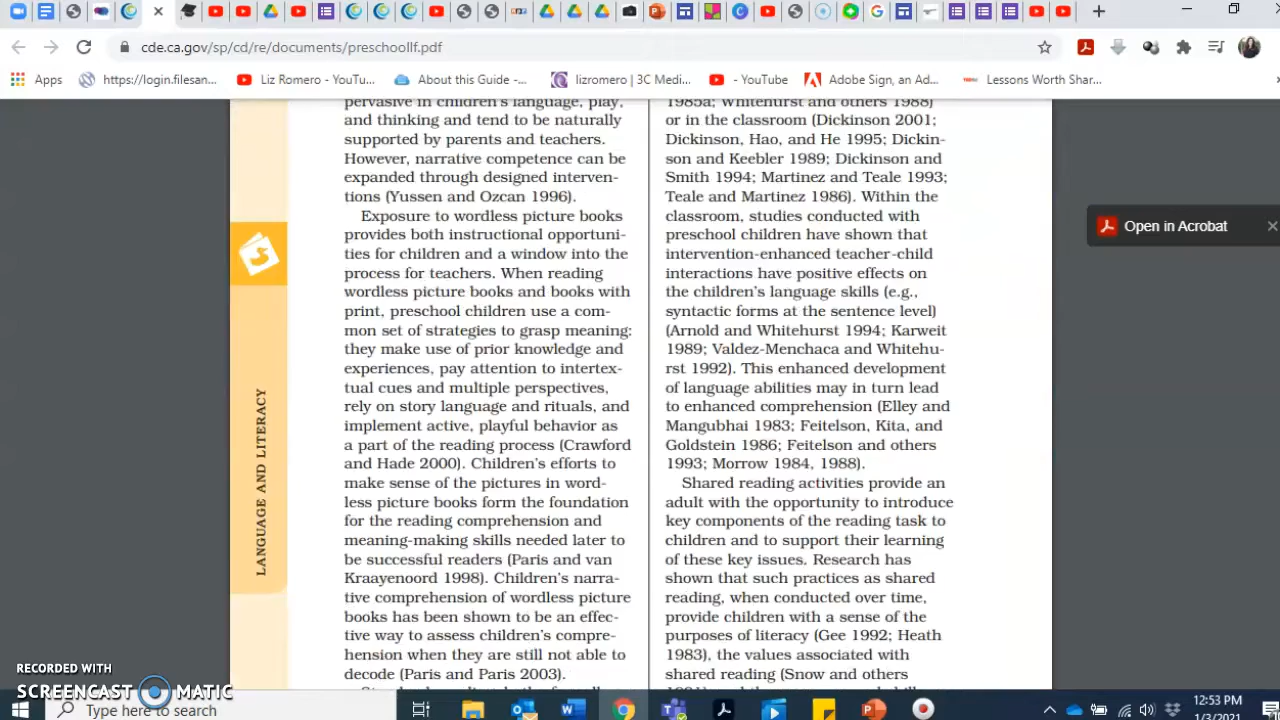 cde.ca.gov/sp/cd/re/documents/preschoollf.pdf
Apps
https://login.filesan...
Liz Romero - YouTu...
About this Guide -...
lizromero | 3C Medi...
- YouTube
Adobe Sign, an Ad...
Lessons Worth Shar...
pervasive in children's language, play,
and thinking and tend to be naturally
supported by parents and teachers.
However, narrative competence can be
expanded through designed interven-
tions (Yussen and Ozcan 1996).
Exposure to wordless picture books
provides both instructional opportuni-
ties for children and a window into the
process for teachers. When reading
wordless picture books and books with
print, preschool children use a com-
mon set of strategies to grasp meaning:
they make use of prior knowledge and
experiences, pay attention to intertex-
tual cues and multiple perspectives,
rely on story language and rituals, and
implement active, playful behavior as
a part of the reading process (Crawford
and Hade 2000). Children's efforts to
make sense of the pictures in word-
less picture books form the foundation
for the reading comprehension and
meaning-making skills needed later to
be successful readers (Paris and van
Kraayenoord 1998). Children's narra-
tive comprehension of wordless picture
books has been shown to be an effec-
tive way to assess children's compre-
hension when they are still not able to
decode (Paris and Paris 2003).
1985a; Whitehurst and others 1988)
or in the classroom (Dickinson 2001;
Dickinson, Hao, and He 1995; Dickin-
son and Keebler 1989; Dickinson and
Smith 1994; Martinez and Teale 1993;
Teale and Martinez 1986). Within the
classroom, studies conducted with
preschool children have shown that
intervention-enhanced teacher-child
interactions have positive effects on
the children's language skills (e.g.,
syntactic forms at the sentence level)
(Arnold and Whitehurst 1994; Karweit
1989; Valdez-Menchaca and Whitehu-
rst 1992). This enhanced development
of language abilities may in turn lead
to enhanced comprehension (Elley and
Mangubhai 1983; Feitelson, Kita, and
Goldstein 1986; Feitelson and others
1993; Morrow 1984, 1988).
Shared reading activities provide an
adult with the opportunity to introduce
key components of the reading task to
children and to support their learning
of these key issues. Research has
shown that such practices as shared
reading, when conducted over time,
provide children with a sense of the
purposes of literacy (Gee 1992; Heath
1983), the values associated with
shared reading (Snow and others
LANGUAGE AND LITERACY
Open in Acrobat
RECORDED WITH
SCREENCAST MATIC
Type here to search
12:53 PM
1/3/2021